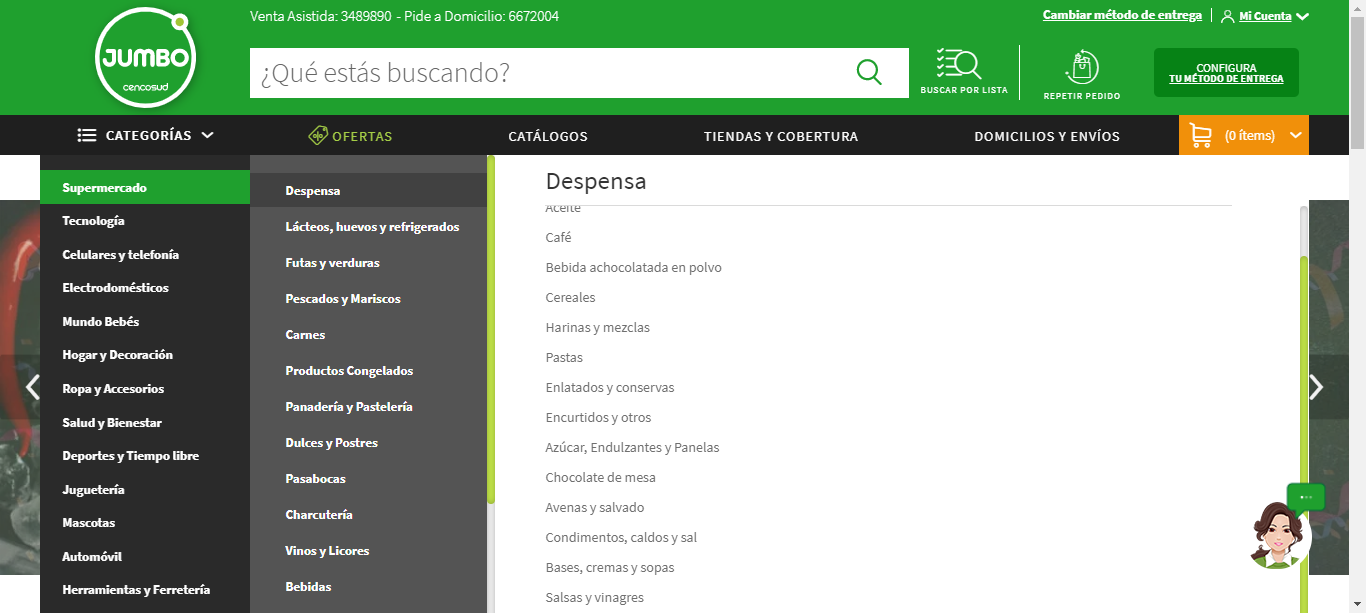 Venta Asistida: 3489890 - Pide a Domicilio: 6672004
Cambiar método de entrega
Mi Cuenta
JUMBO
cencosud
¿Qué estás buscando?
BUSCAR POR LISTA
REPETIR PEDIDO
CONFIGURA
TU MÉTODO DE ENTREGA
CATEGORÍAS
OFERTAS
CATÁLOGOS
TIENDAS Y COBERTURA
DOMICILIOS Y ENVÍOS
(0 ítems)
Supermercado
Tecnología
Celulares y telefonía
Electrodomésticos
Mundo Bebés
Hogar y Decoración
Ropa y Accesorios
Salud y Bienestar
Deportes y Tiempo libre
Juguetería
Mascotas
Automóvil
Herramientas y Ferretería
Despensa
Lácteos, huevos y refrigerados
Futas y verduras
Pescados y Mariscos
Carnes
Productos Congelados
Panadería y Pastelería
Dulces y Postres
Pasabocas
Charcutería
Vinos y Licores
Bebidas
Despensa
Aceite
Café
Bebida achocolatada en polvo
Cereales
Harinas y mezclas
Pastas
Enlatados y conservas
Encurtidos y otros
Azúcar, Endulzantes y Panelas
Chocolate de mesa
Avenas y salvado
Condimentos, caldos y sal
Bases, cremas y sopas
Salsas y vinagres